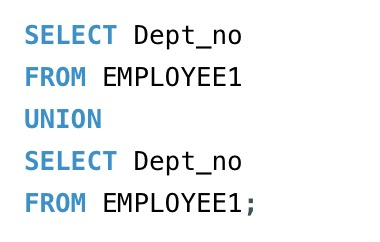 SELECT Dept_no
FROM EMPLOYEE1
UNION
SELECT Dept_no
FROM EMPLOYEE1;